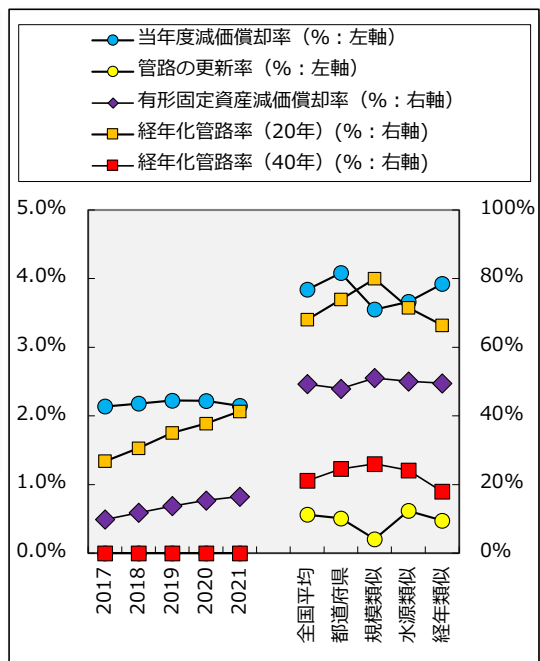 当年度減価償却率（%：左軸）
管路の更新率（%：左軸）
有形固定資産減価償却率（%：右軸）
経年化管路率（20年）(%：右軸)
経年化管路率（40年）(%：右軸)
5.0%
4.0%
3.0%
2.0%
1.0%
0.0%
100%
80%
60%
40%
20%
0%
2017
2018
2019
2020
2021
全国平均
都道府県
規模類似
水源類似
経年類似